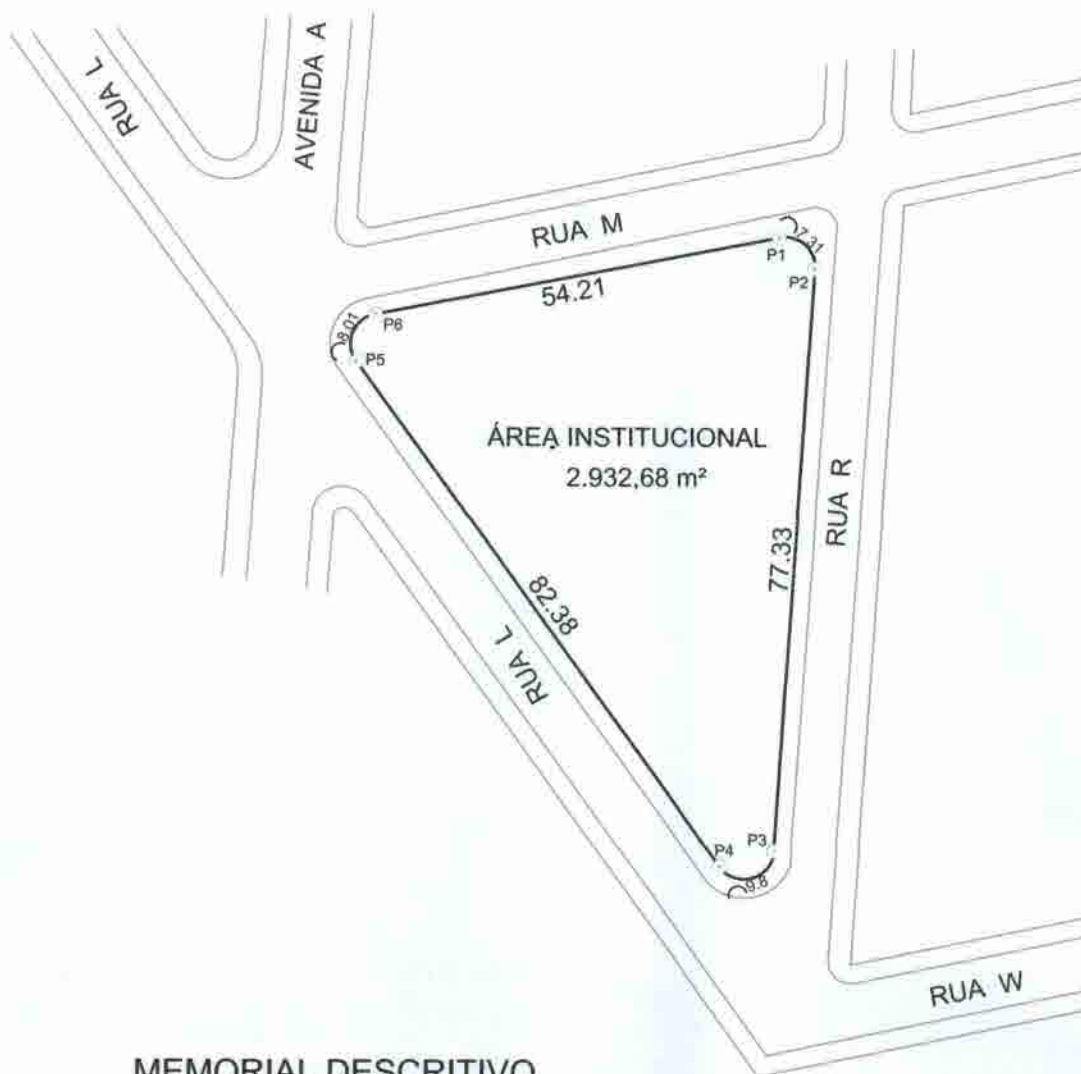 RUA L
AVENIDA A
RUA M
7.31
P1
P2
54.21
8.01
P6
P5
ÁREA INSTITUCIONAL
2.932,68 m²
RUA R
77.33
82.38
RUA L
P3
P4
9.8
RUA W
MEMORIAL DESCRITIVO